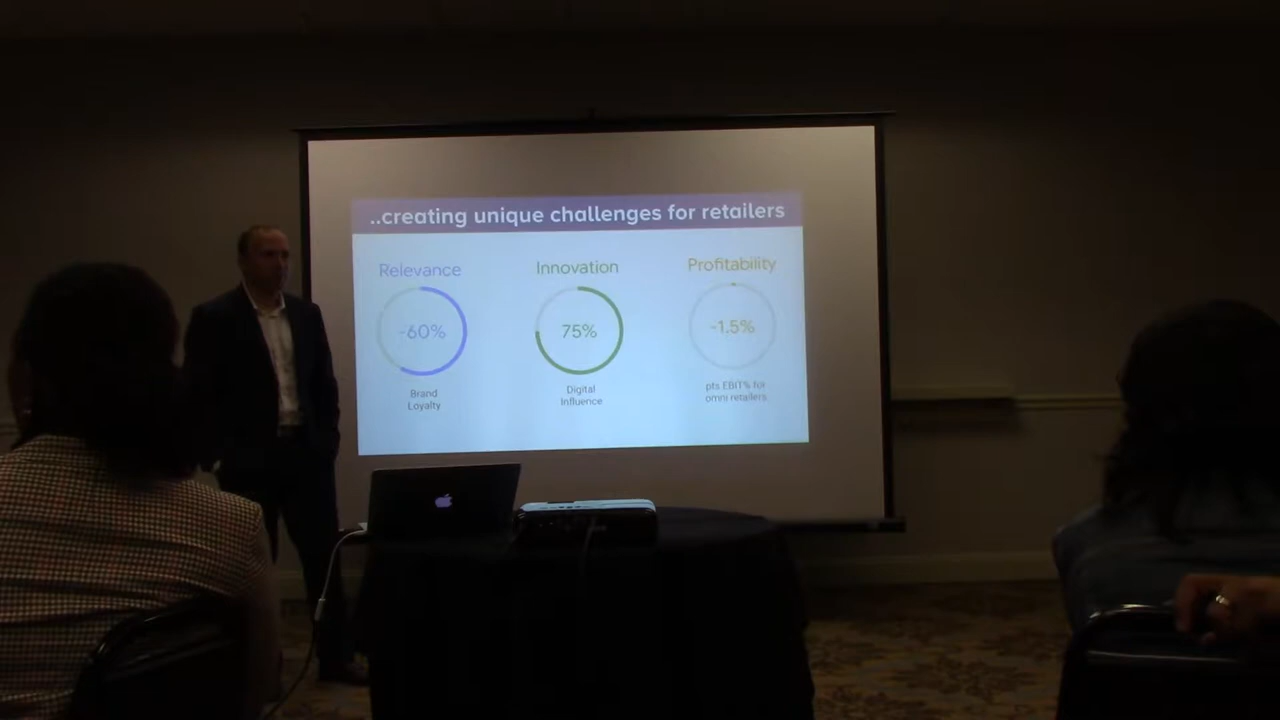 ..creating unique challenges for retailers
Relevance
Innovation
Profitability
-60%
75%
-1.5%
Brand
Loyalty
Digital
Influence
pts EBIT% for
omni retailers